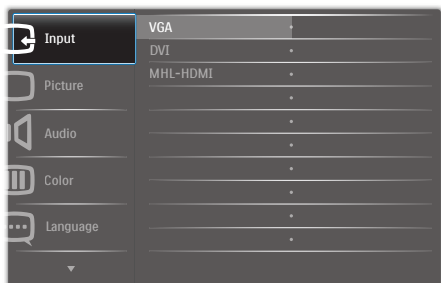 Input
VGA
DVI
MHL-HDMI
Picture
Audio
Color
Language